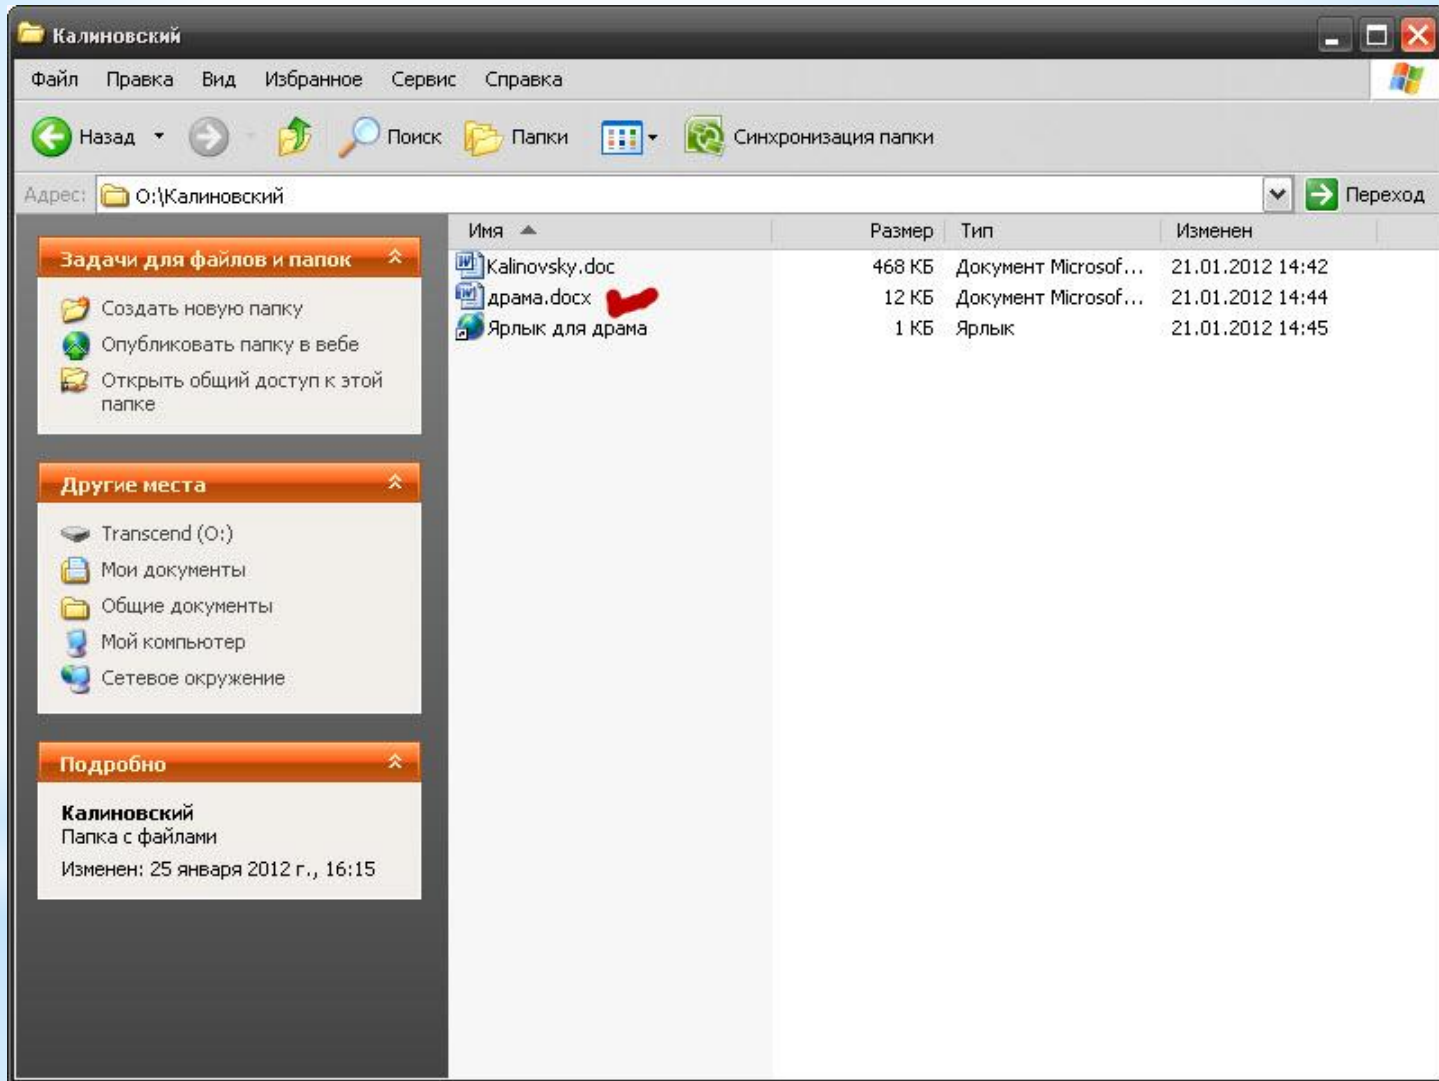 Калиновский
Файл Правка Вид Избранное Сервис Справка
Назад Поиск Папки Синхронизация папки
Адрес: O:\Калиновский Переход
Задачи для файлов и папок
Создать новую папку
Опубликовать папку в вебе
Открыть общий доступ к этой
папке
Другие места
Transcend (O:)
Мои документы
Общие документы
Мой компьютер
Сетевое окружение
Подробно
Калиновский
Папка с файлами
Изменен: 25 января 2012 г., 16:15
Имя Размер Тип Изменен
Kalinovsky.doc 468 КБ Документ Microsof... 21.01.2012 14:42
драма.docx 12 КБ Документ Microsof... 21.01.2012 14:44
Ярлык для драма 1 КБ Ярлык 21.01.2012 14:45